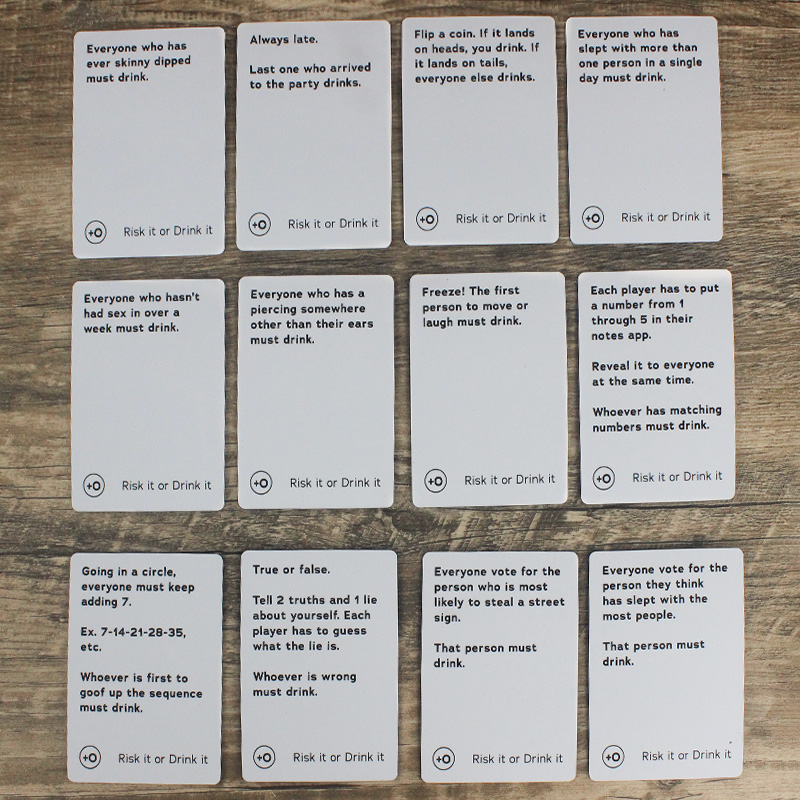 Everyone who has
ever skinny dipped
must drink.
+0 Risk it or Drink it
Always late.
Last one who arrived
to the party drinks.
+0 Risk it or Drink it
Flip a coin. If it lands
on heads, you drink. If
it lands on tails,
everyone else drinks.
+0 Risk it or Drink it
Everyone who has
slept with more than
one person in a single
day must drink.
+0 Risk it or Drink it
Everyone who hasn't
had sex in over a
week must drink.
+0 Risk it or Drink it
Everyone who has a
piercing somewhere
other than their ears
must drink.
+0 Risk it or Drink it
Freeze! The first
person to move or
laugh must drink.
+0 Risk it or Drink it
Each player has to put
a number from 1
through 5 in their
notes app.
Reveal it to everyone
at the same time.
Whoever has matching
numbers must drink.
+0 Risk it or Drink it
Going in a circle,
everyone must keep
adding 7.
Ex. 7-14-21-28-35,
etc.
Whoever is first to
goof up the sequence
must drink.
+0 Risk it or Drink it
True or false.
Tell 2 truths and 1 lie
about yourself. Each
player has to guess
what the lie is.
Whoever is wrong
must drink.
+0 Risk it or Drink it
Everyone vote for the
person who is most
likely to steal a street
sign.
That person must
drink.
+0 Risk it or Drink it
Everyone vote for the
person they think
has slept with the
most people.
That person must
drink.
+0 Risk it or Drink it